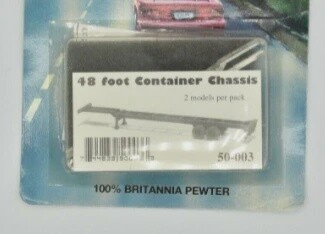 48 foot Container Chassis
2 models per pack
50-003
100% BRITANNIA PEWTER